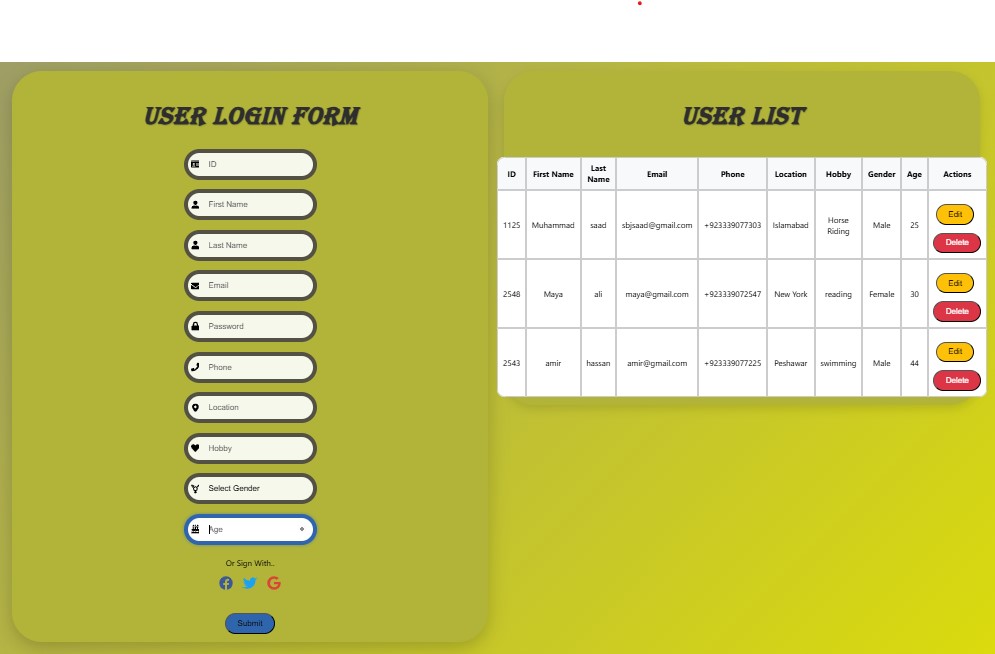 USER LOGIN FORM
ID
First Name
Last Name
Email
Password
Phone
Location
Hobby
Select Gender
Age
Or Sign With..
Submit
USER LIST
ID First Name Last Name Email Phone Location Hobby Gender Age Actions
1125 Muhammad saad sbjsaad@gmail.com +923339077303 Islamabad Horse Riding Male 25 Edit Delete
2548 Maya ali maya@gmail.com +923339072547 New York reading Female 30 Edit Delete
2543 amir hassan amir@gmail.com +923339077225 Peshawar swimming Male 44 Edit Delete